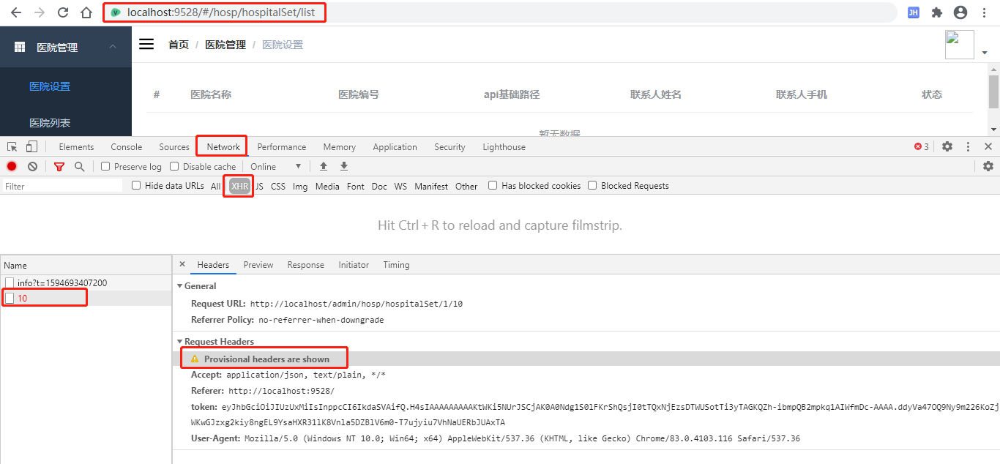 localhost:9528/#/hosp/hospitalSet/list
JH
医院管理
首页 / 医院管理 / 医院设置
医院设置
# 医院名称 医院编号 api基础路径 联系人姓名 联系人手机 状态
医院列表
暂无数据
Elements Console Sources Network Performance Memory Application Security Lighthouse 3
Preserve log Disable cache Online
Filter Hide data URLs All XHR JS CSS Img Media Font Doc WS Manifest Other Has blocked cookies Blocked Requests
Hit Ctrl + R to reload and capture filmstrip.
Name
Headers Preview Response Initiator Timing
info?t=1594693407200
10
General
Request URL: http://localhost/admin/hosp/hospitalSet/1/10
Referrer Policy: no-referrer-when-downgrade
Request Headers
Provisional headers are shown
Accept: application/json, text/plain, */*
Referer: http://localhost:9528/
token: eyJhbGciOiJIUzUxMiIsInppcCI6IkdaSVAifQ.H4sIAAAAAAAAAKtWKi5NUrJSCjAK0A0Ndg1S0lFKrShQsjI0tTQxNjEzsDTWUSotTi3yTAGKQZh-ibmpQB2mpkq1AIWfmDc-AAAA.ddyVa47OQ9Ny9m226KoZj
WKwGJzxg2kiy8ngEL9YsaHXR31lK8Vnla5DZBlV6m0-T7ujyiu7VhNaUERbJUAxTA
User-Agent: Mozilla/5.0 (Windows NT 10.0; Win64; x64) AppleWebKit/537.36 (KHTML, like Gecko) Chrome/83.0.4103.116 Safari/537.36